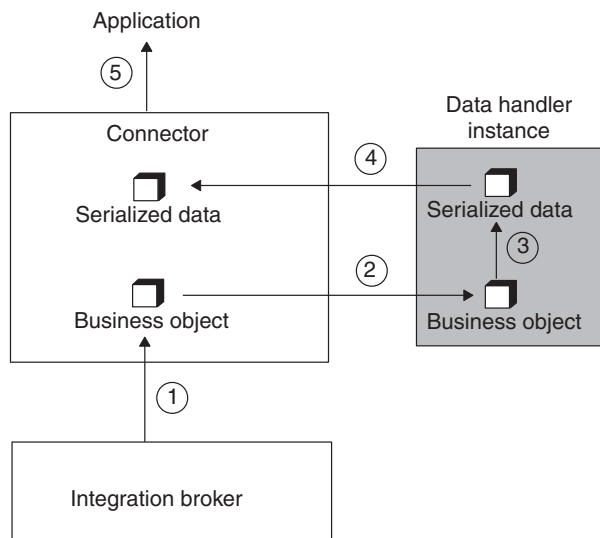 Application
5
Connector
Data handler
instance
4
Serialized data
Serialized data
3
2
Business object
Business object
1
Integration broker